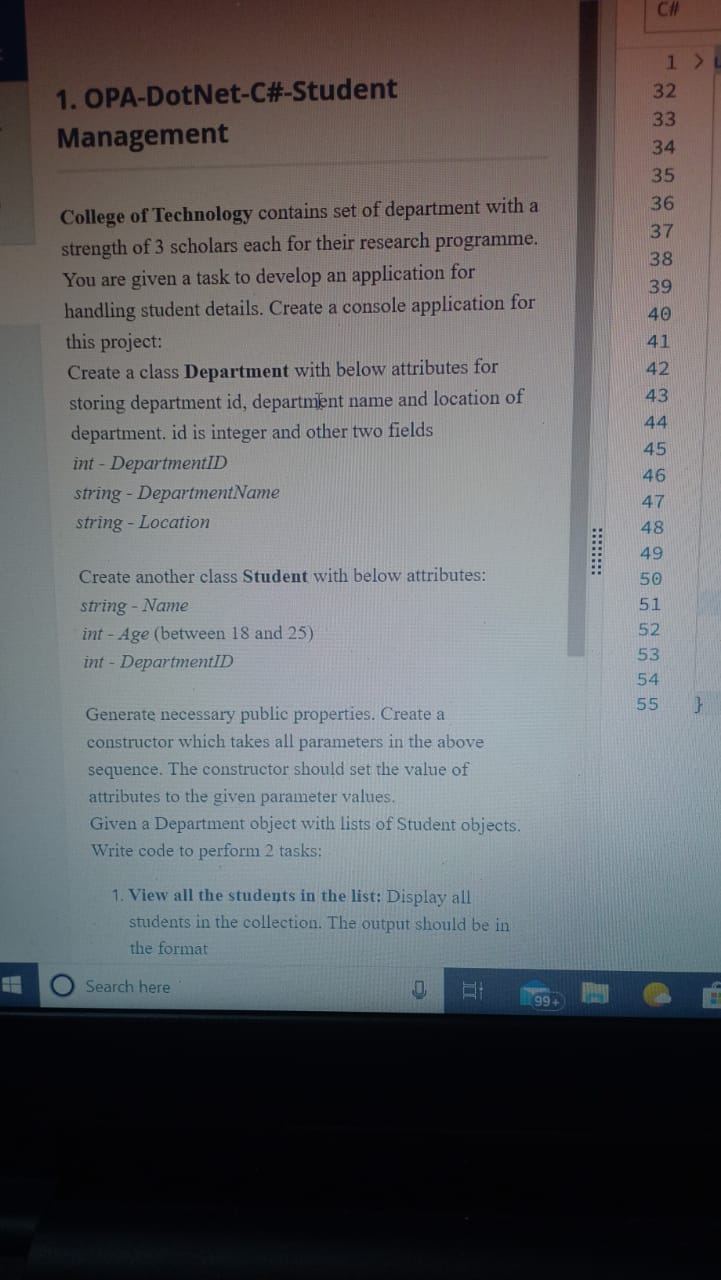 1. OPA-DotNet-C#-Student
Management
College of Technology contains set of department with a
strength of 3 scholars each for their research programme.
You are given a task to develop an application for
handling student details. Create a console application for
this project:
Create a class Department with below attributes for
storing department id, department name and location of
department. id is integer and other two fields
int - DepartmentID
string - DepartmentName
string - Location
Create another class Student with below attributes:
string - Name
int - Age (between 18 and 25)
int - DepartmentID
Generate necessary public properties. Create a
constructor which takes all parameters in the above
sequence. The constructor should set the value of
attributes to the given parameter values.
Given a Department object with lists of Student objects.
Write code to perform 2 tasks:
1. View all the students in the list: Display all
students in the collection. The output should be in
the format
C#
1 >
32
33
34
35
36
37
38
39
40
41
42
43
44
45
46
47
48
49
50
51
52
53
54
55 }
Search here
99+